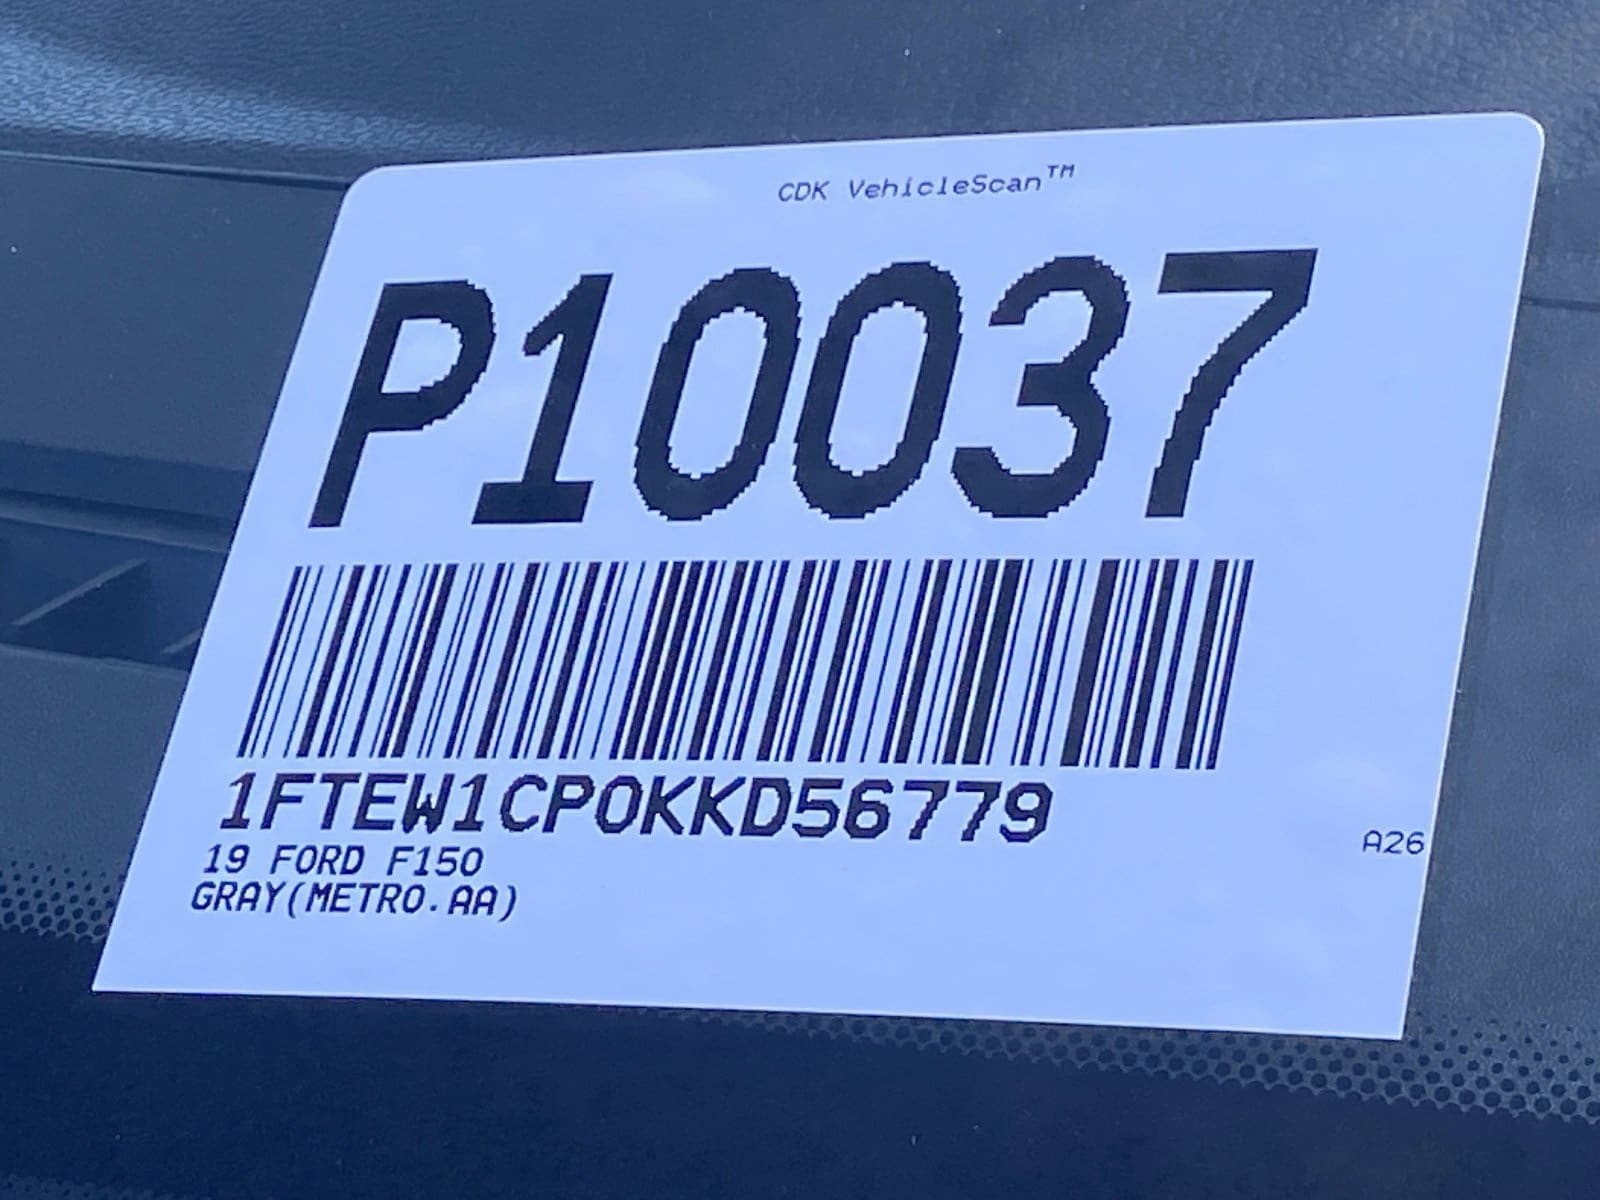 CDK VehicleScan™
P10037
1FTEW1CP0KKD56779
19 FORD F150
GRAY(METRO.AA)
A26